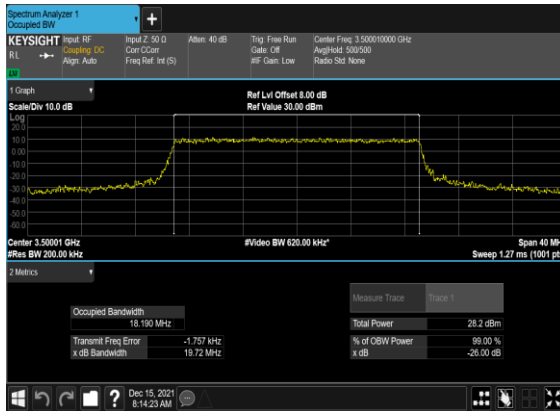 Spectrum Analyzer 1
Occupied BW
KEYSIGHT
RL
Input: RF
Coupling: DC
Align: Auto
Input Z: 50 Ω
Corr CCorr
Freq Ref: Int (S)
Atten: 40 dB
Trig: Free Run
Gate: Off
#IF Gain: Low
Center Freq: 3.500010000 GHz
Avg|Hold: 500/500
Radio Std: None
1 Graph
Scale/Div 10.0 dB
Ref Lvl Offset 8.00 dB
Ref Value 30.00 dBm
Log
20.0
10.0
0.00
-10.0
-20.0
-30.0
-40.0
-50.0
-60.0
Center 3.50001 GHz
#Res BW 200.00 kHz
#Video BW 620.00 kHz*
Span 40 MH
Sweep 1.27 ms (1001 pt
2 Metrics
Measure Trace Trace 1
Occupied Bandwidth
18.190 MHz
Total Power 28.2 dBm
Transmit Freq Error -1.757 kHz
% of OBW Power 99.00 %
x dB Bandwidth 19.72 MHz
x dB -26.00 dB
Dec 15, 2021
8:14:23 AM